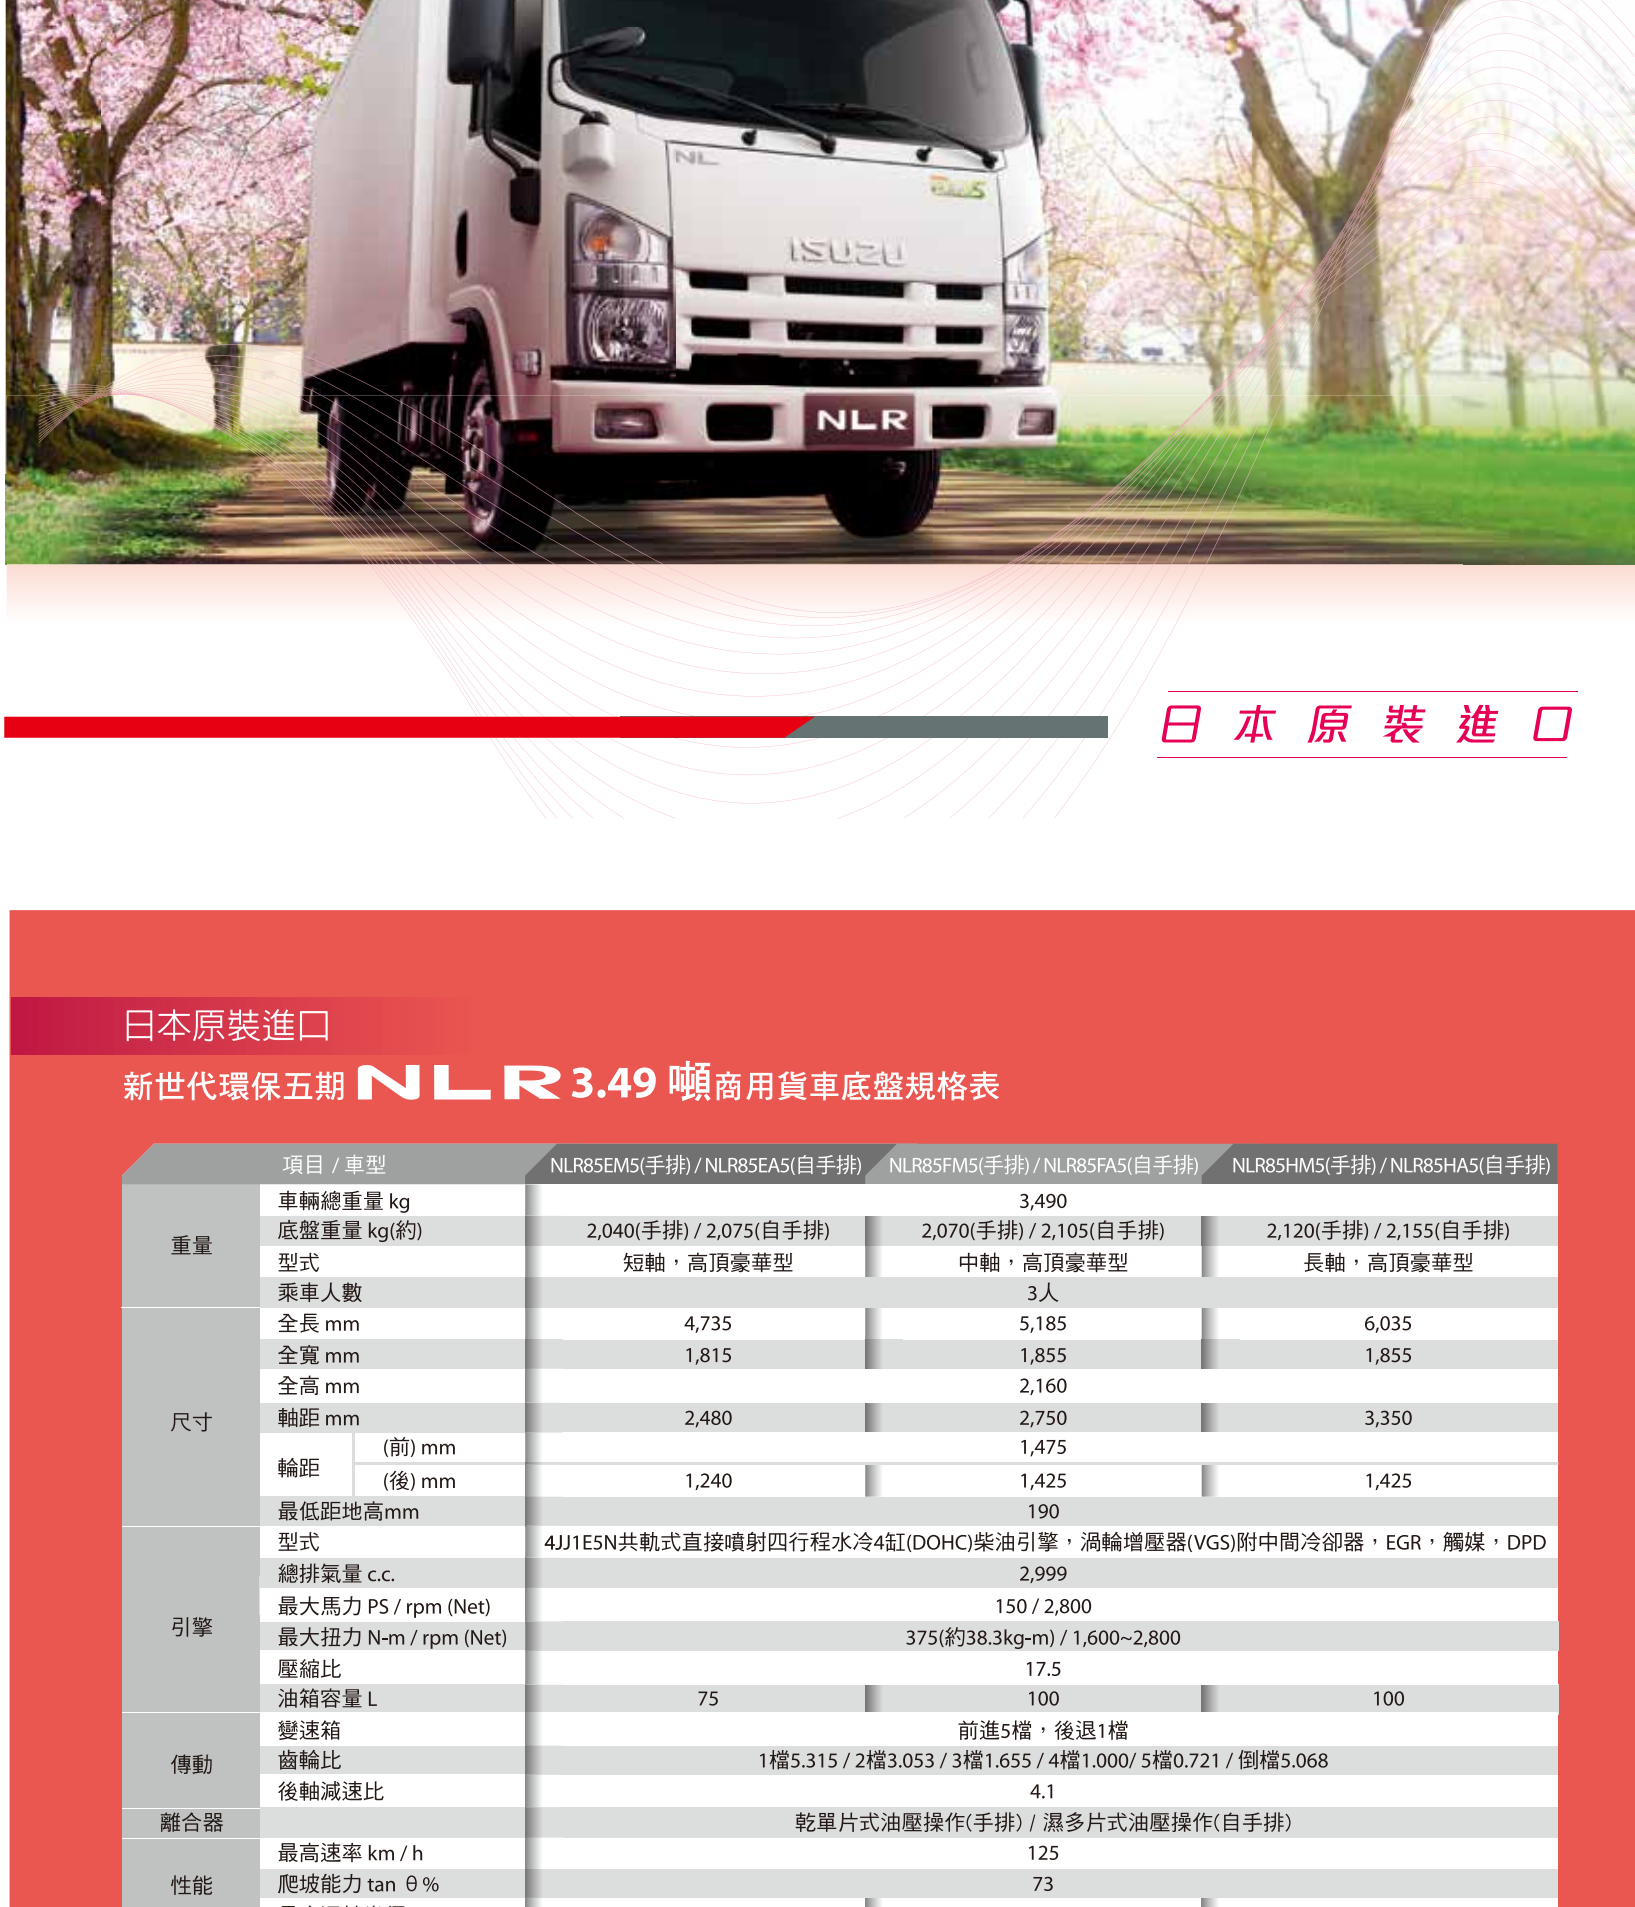 NL
ISUZU
NLR
日本原裝進口
日本原裝進口
新世代環保五期 NLR 3.49 噸商用貨車底盤規格表
項目 / 車型 NLR85EM5(手排) / NLR85EA5(自手排) NLR85FM5(手排) / NLR85FA5(自手排) NLR85HM5(手排) / NLR85HA5(自手排)
重量
車輛總重量 kg 3,490
底盤重量 kg(約) 2,040(手排) / 2,075(自手排) 2,070(手排) / 2,105(自手排) 2,120(手排) / 2,155(自手排)
型式 短軸，高頂豪華型 中軸，高頂豪華型 長軸，高頂豪華型
乘車人數 3人
尺寸
全長 mm 4,735 5,185 6,035
全寬 mm 1,815 1,855 1,855
全高 mm 2,160
軸距 mm 2,480 2,750 3,350
輪距
(前) mm 1,475
(後) mm 1,240 1,425 1,425
最低距地高mm 190
引擎
型式 4JJ1E5N共軌式直接噴射四行程水冷4缸(DOHC)柴油引擎，渦輪增壓器(VGS)附中間冷卻器，EGR，觸媒，DPD
總排氣量 c.c. 2,999
最大馬力 PS / rpm (Net) 150 / 2,800
最大扭力 N-m / rpm (Net) 375(約38.3kg-m) / 1,600~2,800
壓縮比 17.5
油箱容量 L 75 100 100
傳動
變速箱 前進5檔，後退1檔
齒輪比 1檔5.315 / 2檔3.053 / 3檔1.655 / 4檔1.000/ 5檔0.721 / 倒檔5.068
後軸減速比 4.1
離合器 乾單片式油壓操作(手排) / 濕多片式油壓操作(自手排)
性能
最高速率 km / h 125
爬坡能力 tan θ% 73